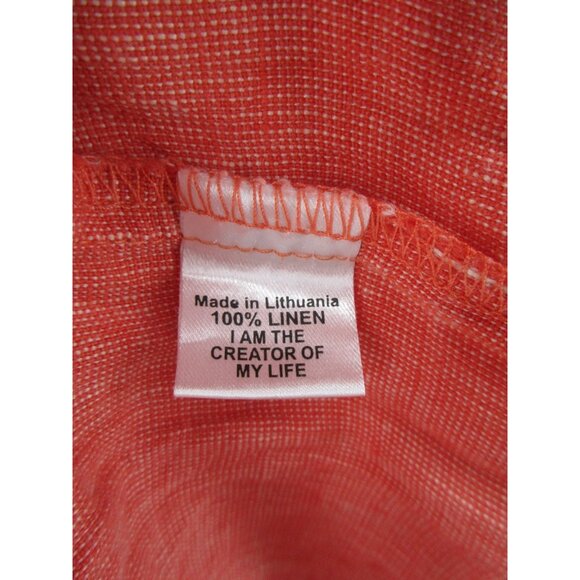 Made in Lithuania
100% LINEN
I AM THE
CREATOR OF
MY LIFE